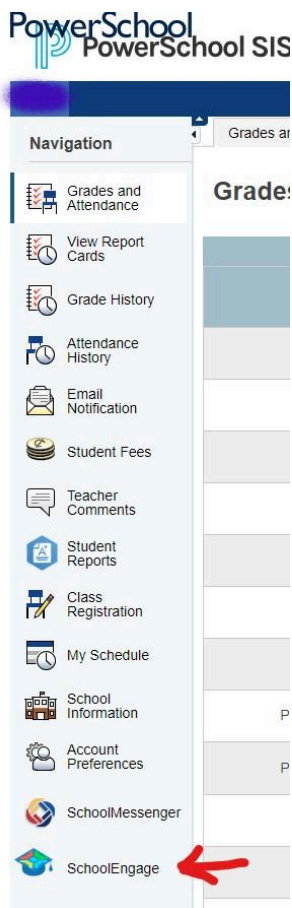 PowerSchool
PowerSchool SIS
Navigation
Grades an
Grades and
Attendance
Grades
View Report
Cards
Grade History
Attendance
History
Email
Notification
Student Fees
Teacher
Comments
Student
Reports
Class
Registration
My Schedule
School
Information
P
Account
Preferences
P
SchoolMessenger
SchoolEngage